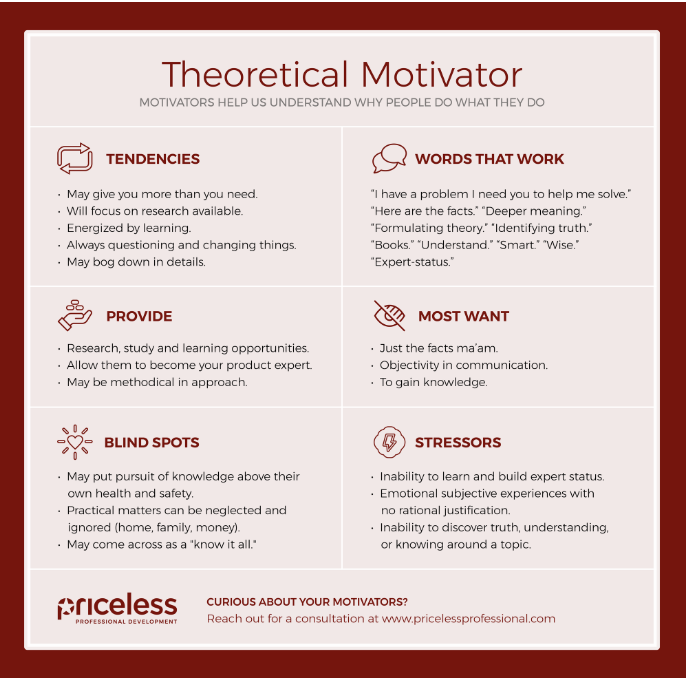 Theoretical Motivator
MOTIVATORS HELP US UNDERSTAND WHY PEOPLE DO WHAT THEY DO
TENDENCIES
· May give you more than you need.
· Will focus on research available.
· Energized by learning.
· Always questioning and changing things.
· May bog down in details.
WORDS THAT WORK
“I have a problem I need you to help me solve.”
“Here are the facts.” “Deeper meaning.”
“Formulating theory.” “Identifying truth.”
“Books.” “Understand.” “Smart.” “Wise.”
“Expert-status.”
PROVIDE
· Research, study and learning opportunities.
· Allow them to become your product expert.
· May be methodical in approach.
MOST WANT
· Just the facts ma’am.
· Objectivity in communication.
· To gain knowledge.
BLIND SPOTS
· May put pursuit of knowledge above their
own health and safety.
· Practical matters can be neglected and
ignored (home, family, money).
· May come across as a "know it all."
STRESSORS
· Inability to learn and build expert status.
· Emotional subjective experiences with
no rational justification.
· Inability to discover truth, understanding,
or knowing around a topic.
priceless
PROFESSIONAL DEVELOPMENT
CURIOUS ABOUT YOUR MOTIVATORS?
Reach out for a consultation at www.pricelessprofessional.com